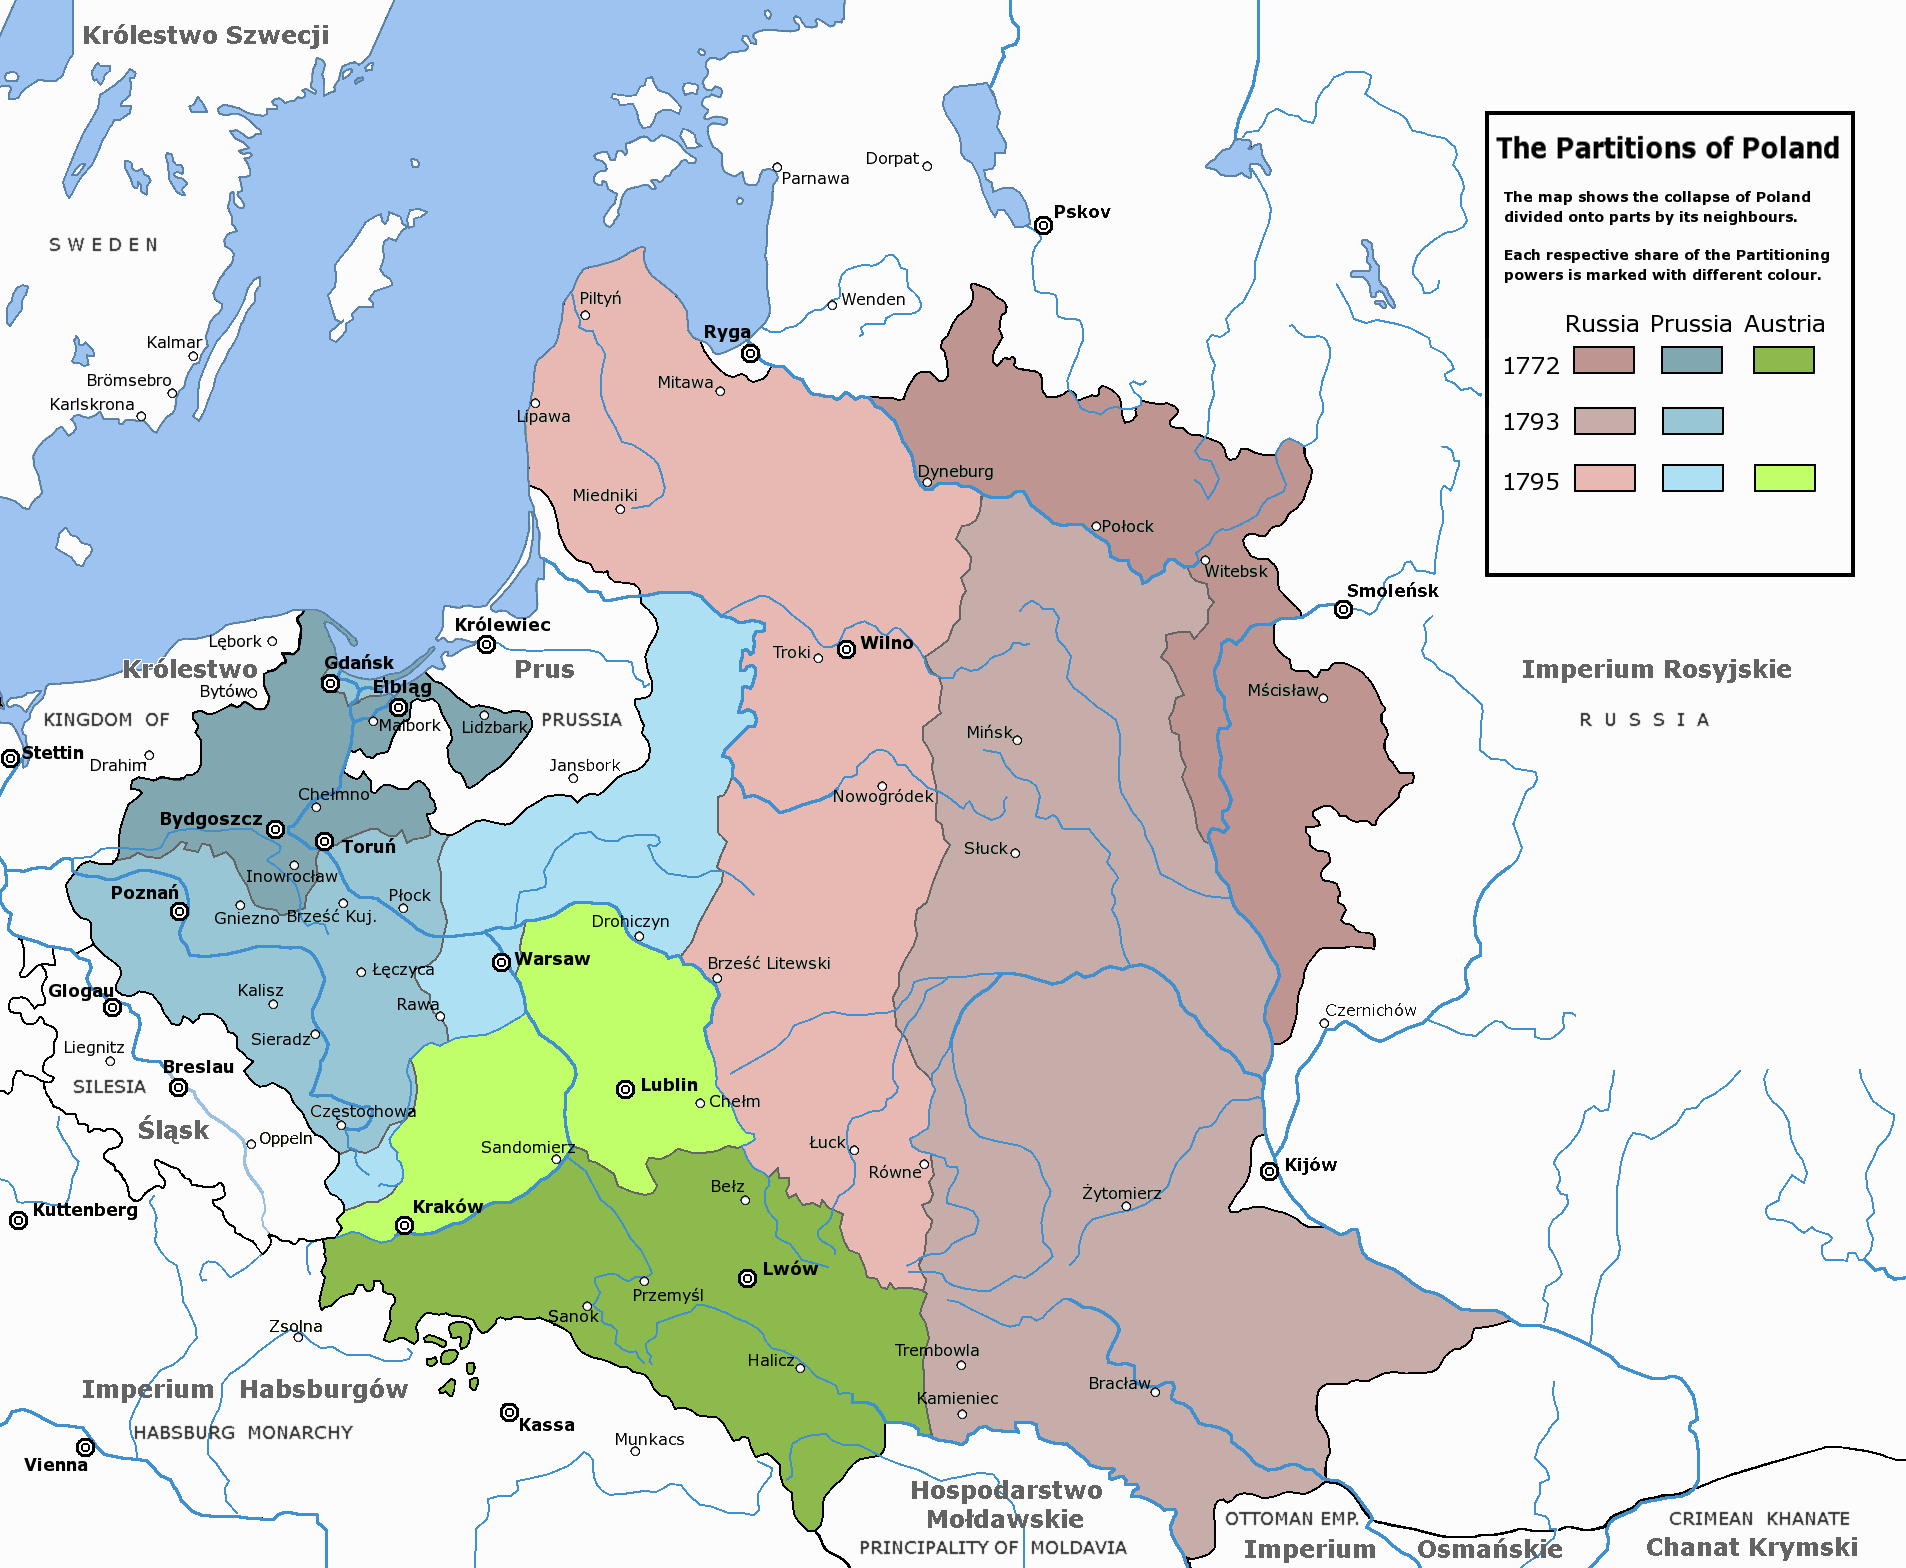 Królestwo Szwecji
SWEDEN
Kalmar
Brömsebro
Karlskrona
Parnawa
Dorpat
Pskov
Wenden
Ryga
Piltyń
Mitawa
Lipawa
Miedniki
Dyneburg
Połock
Witebsk
Smoleńsk
Mścisław
Imperium Rosyjskie
RUSSIA
The Partitions of Poland
The map shows the collapse of Poland
divided onto parts by its neighbours.
Each respective share of the Partitioning
powers is marked with different colour.
Russia Prussia Austria
1772
1793
1795
Lębork
Królestwo
Bytów
KINGDOM OF
Stettin
Drahim
Gdańsk
Elbląg
Malbork
Lidzbark
Królewiec
Prus
PRUSSIA
Jansbork
Troki
Wilno
Mińsk
Nowogródek
Słuck
Chełmno
Bydgoszcz
Toruń
Inowrocław
Poznań
Gniezno
Brześć Kuj.
Płock
Drohiczyn
Warsaw
Brześć Litewski
Łęczyca
Glogau
Kalisz
Rawa
Sieradz
Liegnitz
SILESIA
Breslau
Śląsk
Oppeln
Częstochowa
Lublin
Chełm
Sandomierz
Łuck
Równe
Czernichów
Kijów
Żytomierz
Kuttenberg
Kraków
Bełz
Lwów
Przemyśl
Sanok
Zsolna
Halicz
Trembowla
Kamieniec
Bracław
Imperium Habsburgów
HABSBURG MONARCHY
Vienna
Kassa
Munkacs
Hospodarstwo
Mołdawskie
PRINCIPALITY OF MOLDAVIA
OTTOMAN EMP.
Imperium Osmańskie
CRIMEAN KHANATE
Chanat Krymski